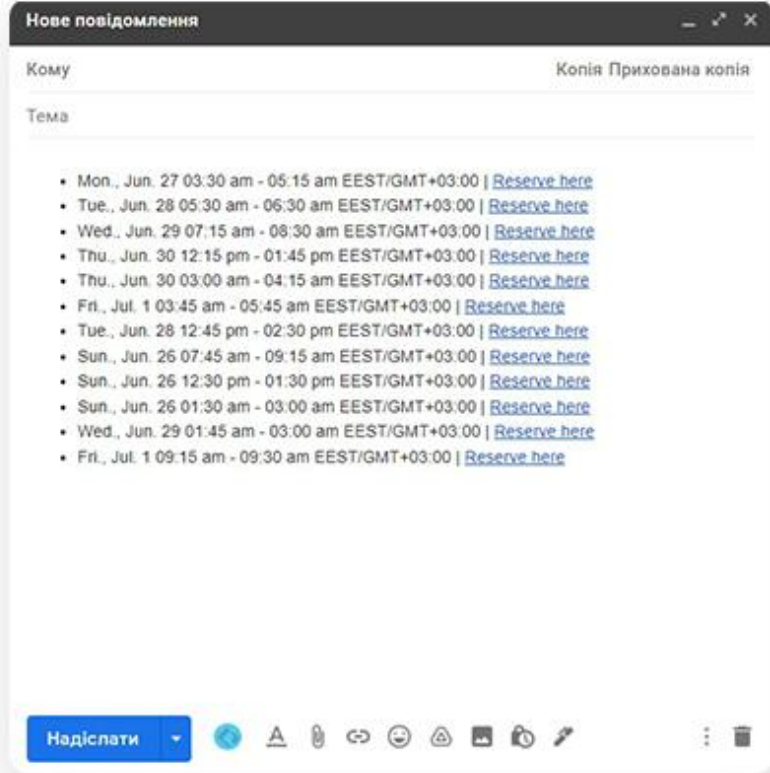 Нове повідомлення
Кому Копія Прихована копія
Тема
• Mon., Jun. 27 03:30 am - 05:15 am EEST/GMT+03:00 | Reserve here
• Tue., Jun. 28 05:30 am - 06:30 am EEST/GMT+03:00 | Reserve here
• Wed., Jun. 29 07:15 am - 08:30 am EEST/GMT+03:00 | Reserve here
• Thu., Jun. 30 12:15 pm - 01:45 pm EEST/GMT+03:00 | Reserve here
• Thu., Jun. 30 03:00 am - 04:15 am EEST/GMT+03:00 | Reserve here
• Fri., Jul. 1 03:45 am - 05:45 am EEST/GMT+03:00 | Reserve here
• Tue., Jun. 28 12:45 pm - 02:30 pm EEST/GMT+03:00 | Reserve here
• Sun., Jun. 26 07:45 am - 09:15 am EEST/GMT+03:00 | Reserve here
• Sun., Jun. 26 12:30 pm - 01:30 pm EEST/GMT+03:00 | Reserve here
• Sun., Jun. 26 01:30 am - 03:00 am EEST/GMT+03:00 | Reserve here
• Wed., Jun. 29 01:45 am - 03:00 am EEST/GMT+03:00 | Reserve here
• Fri., Jul. 1 09:15 am - 09:30 am EEST/GMT+03:00 | Reserve here
Надіслати